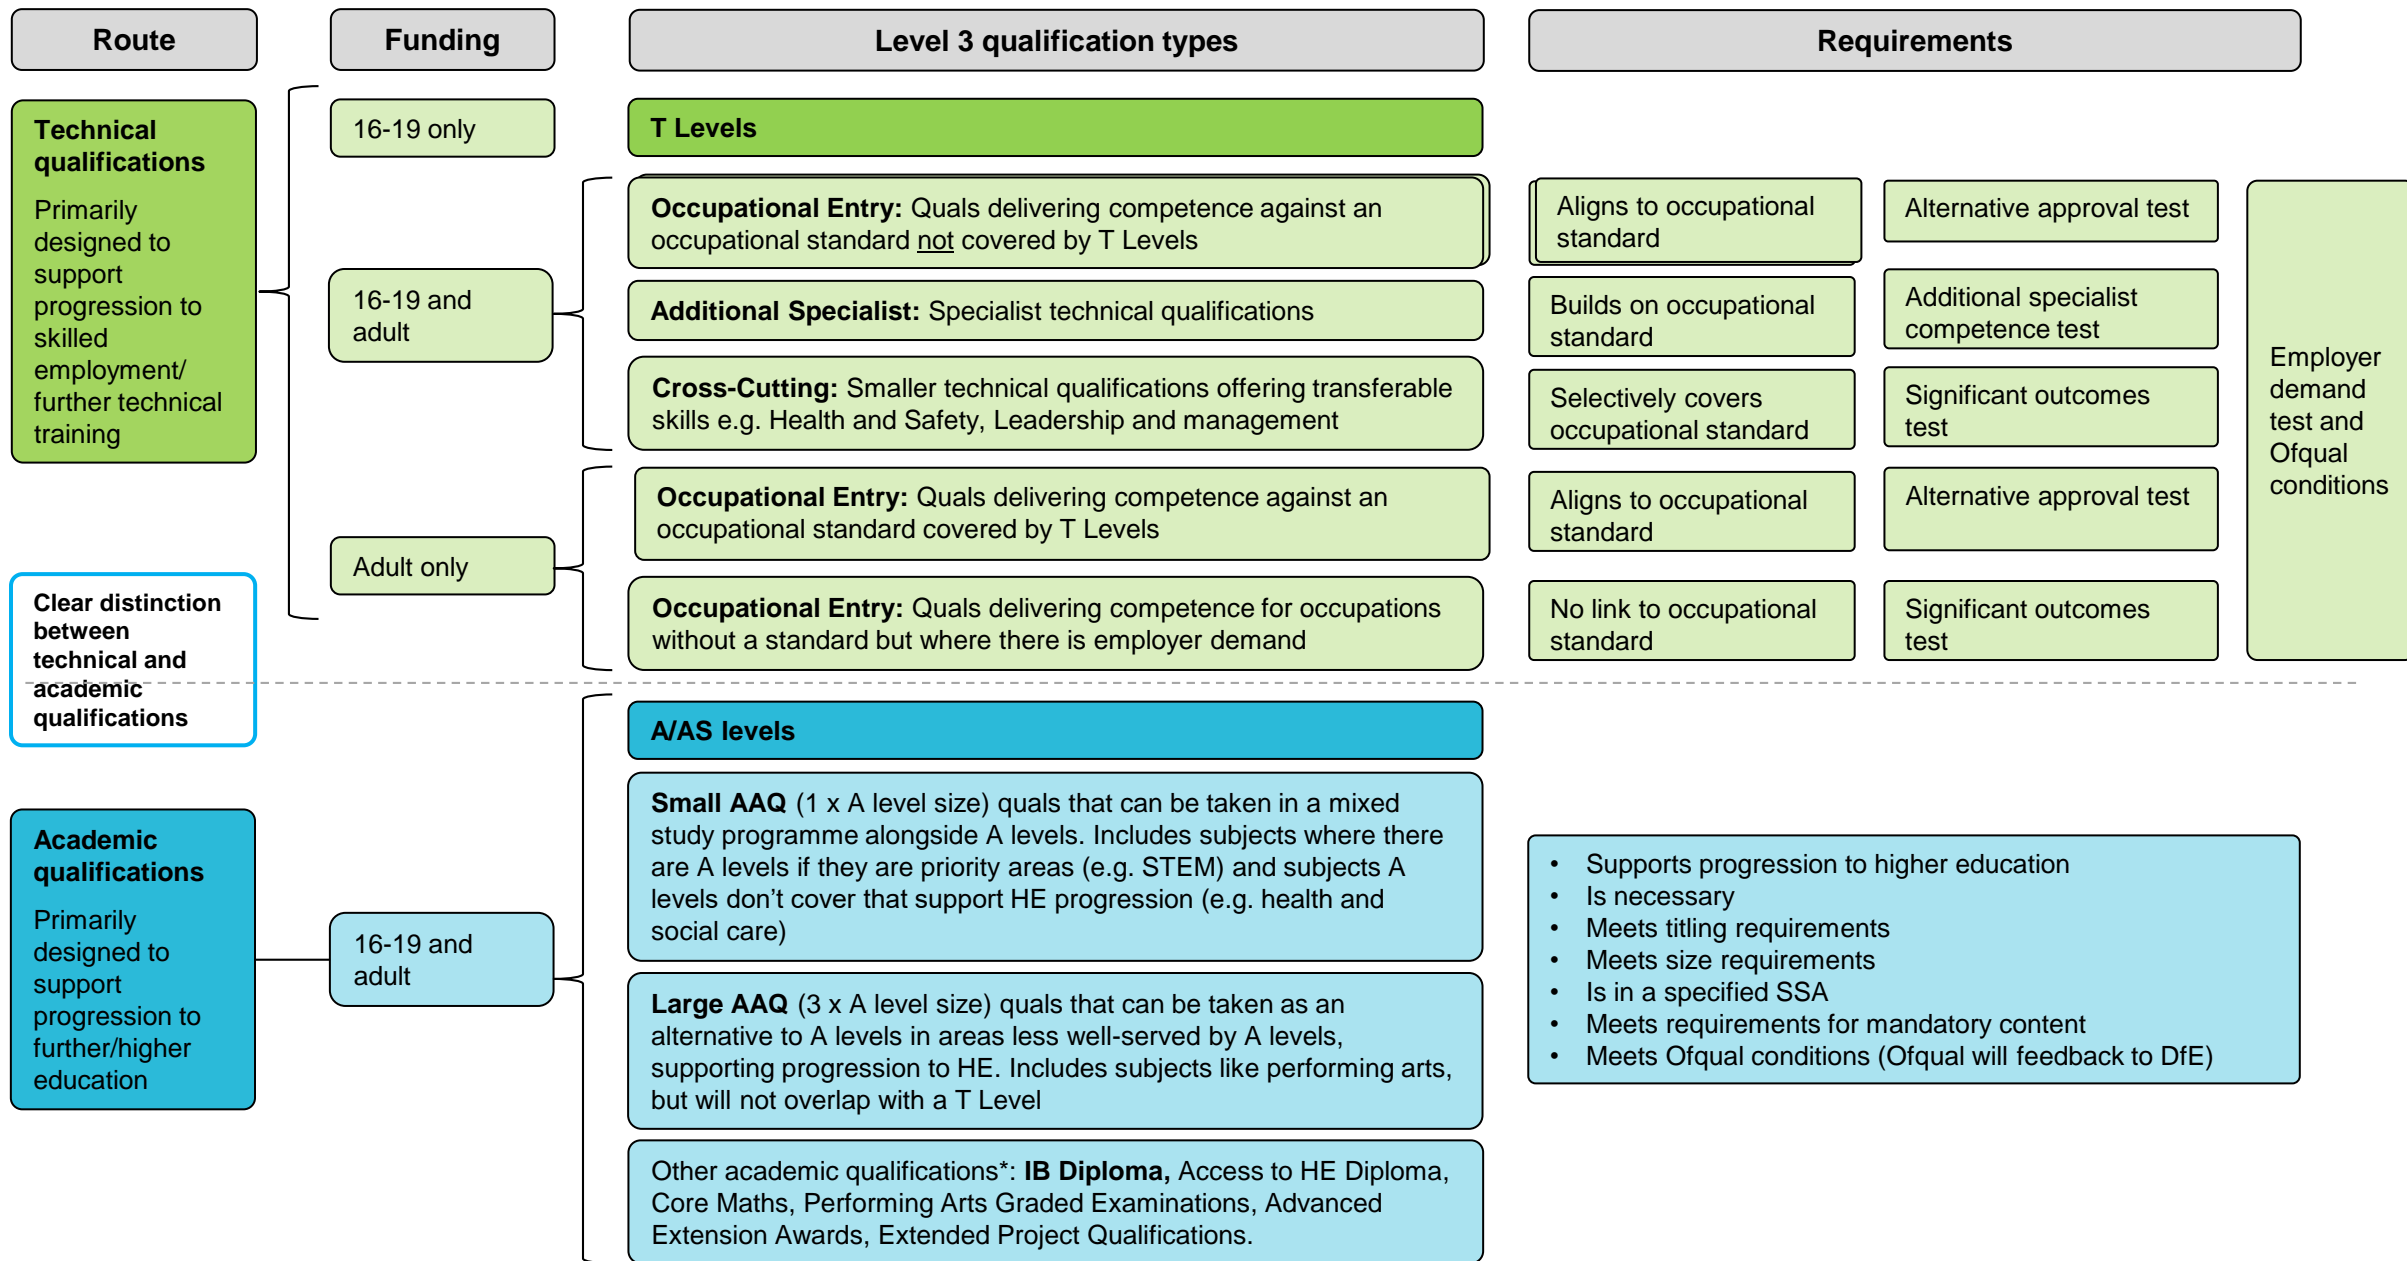 Route
Funding
Level 3 qualification types
Requirements
Technical
qualifications
Primarily
designed to
support
progression to
skilled
employment/
further technical
training
16-19 only
T Levels
16-19 and
adult
Occupational Entry: Quals delivering competence against an
occupational standard not covered by T Levels
Aligns to occupational
standard
Alternative approval test
Additional Specialist: Specialist technical qualifications
Builds on occupational
standard
Additional specialist
competence test
Cross-Cutting: Smaller technical qualifications offering transferable
skills e.g. Health and Safety, Leadership and management
Selectively covers
occupational standard
Significant outcomes
test
Adult only
Occupational Entry: Quals delivering competence against an
occupational standard covered by T Levels
Aligns to occupational
standard
Alternative approval test
Occupational Entry: Quals delivering competence for occupations
without a standard but where there is employer demand
No link to occupational
standard
Significant outcomes
test
Employer
demand
test and
Ofqual
conditions
Clear distinction
between
technical and
academic
qualifications
Academic
qualifications
Primarily
designed to
support
progression to
further/higher
education
16-19 and
adult
A/AS levels
Small AAQ (1 x A level size) quals that can be taken in a mixed
study programme alongside A levels. Includes subjects where there
are A levels if they are priority areas (e.g. STEM) and subjects A
levels don’t cover that support HE progression (e.g. health and
social care)
Large AAQ (3 x A level size) quals that can be taken as an
alternative to A levels in areas less well-served by A levels,
supporting progression to HE. Includes subjects like performing arts,
but will not overlap with a T Level
Other academic qualifications*: IB Diploma, Access to HE Diploma,
Core Maths, Performing Arts Graded Examinations, Advanced
Extension Awards, Extended Project Qualifications.
• Supports progression to higher education
• Is necessary
• Meets titling requirements
• Meets size requirements
• Is in a specified SSA
• Meets requirements for mandatory content
• Meets Ofqual conditions (Ofqual will feedback to DfE)